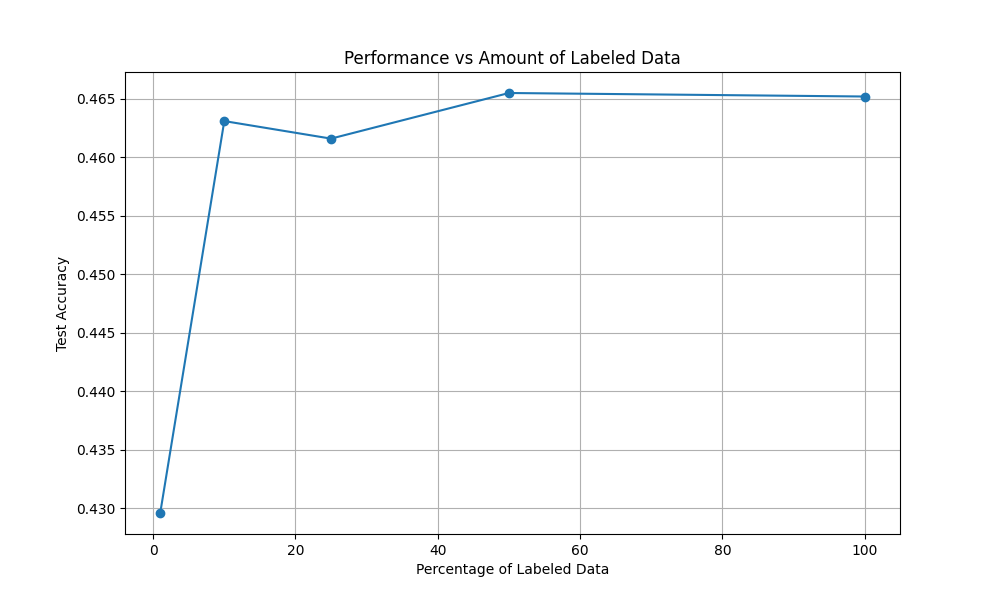 Performance vs Amount of Labeled Data
0.465
0.460
0.455
0.450
0.445
0.440
0.435
0.430
Test Accuracy
0 20 40 60 80 100
Percentage of Labeled Data